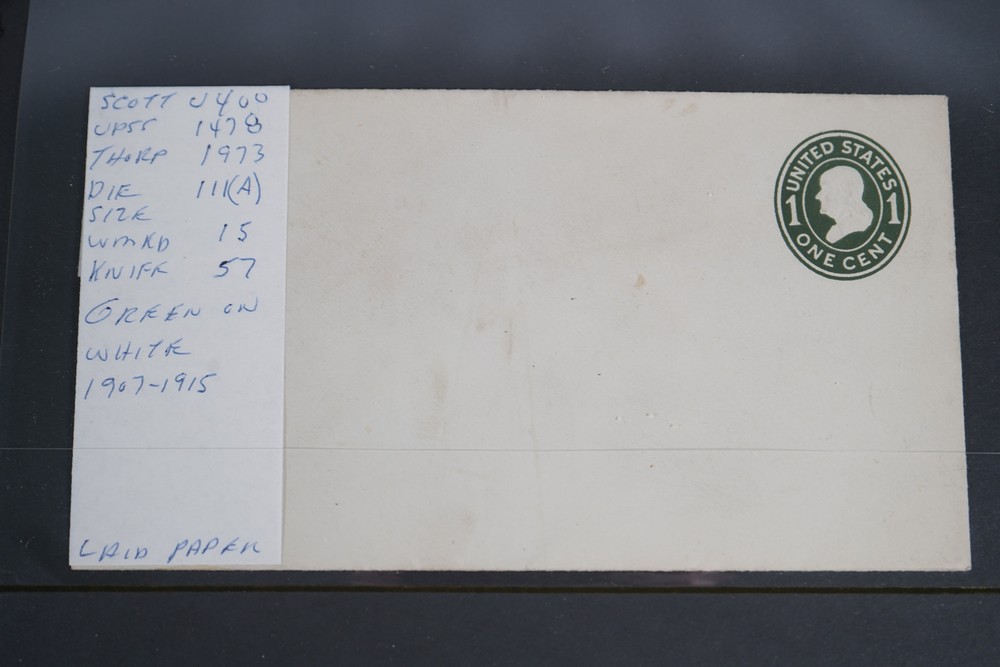 SCOTT U400
UPSS 1478
THORP 1973
DIE 111(A)
SIZE
WMKD 15
KNIFE 57
GREEN ON
WHITE
1907-1915
LAID PAPER
UNITED STATES
1 1
ONE CENT